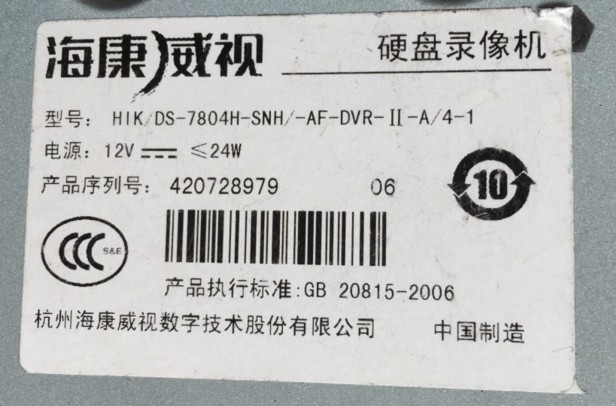 海康威视 硬盘录像机
型号: HIK/DS-7804H-SNH/-AF-DVR-II-A/4-1
电源: 12V ⎓ ≤24W
产品序列号: 420728979 06
10
CCC S&E
产品执行标准:GB 20815-2006
杭州海康威视数字技术股份有限公司 中国制造